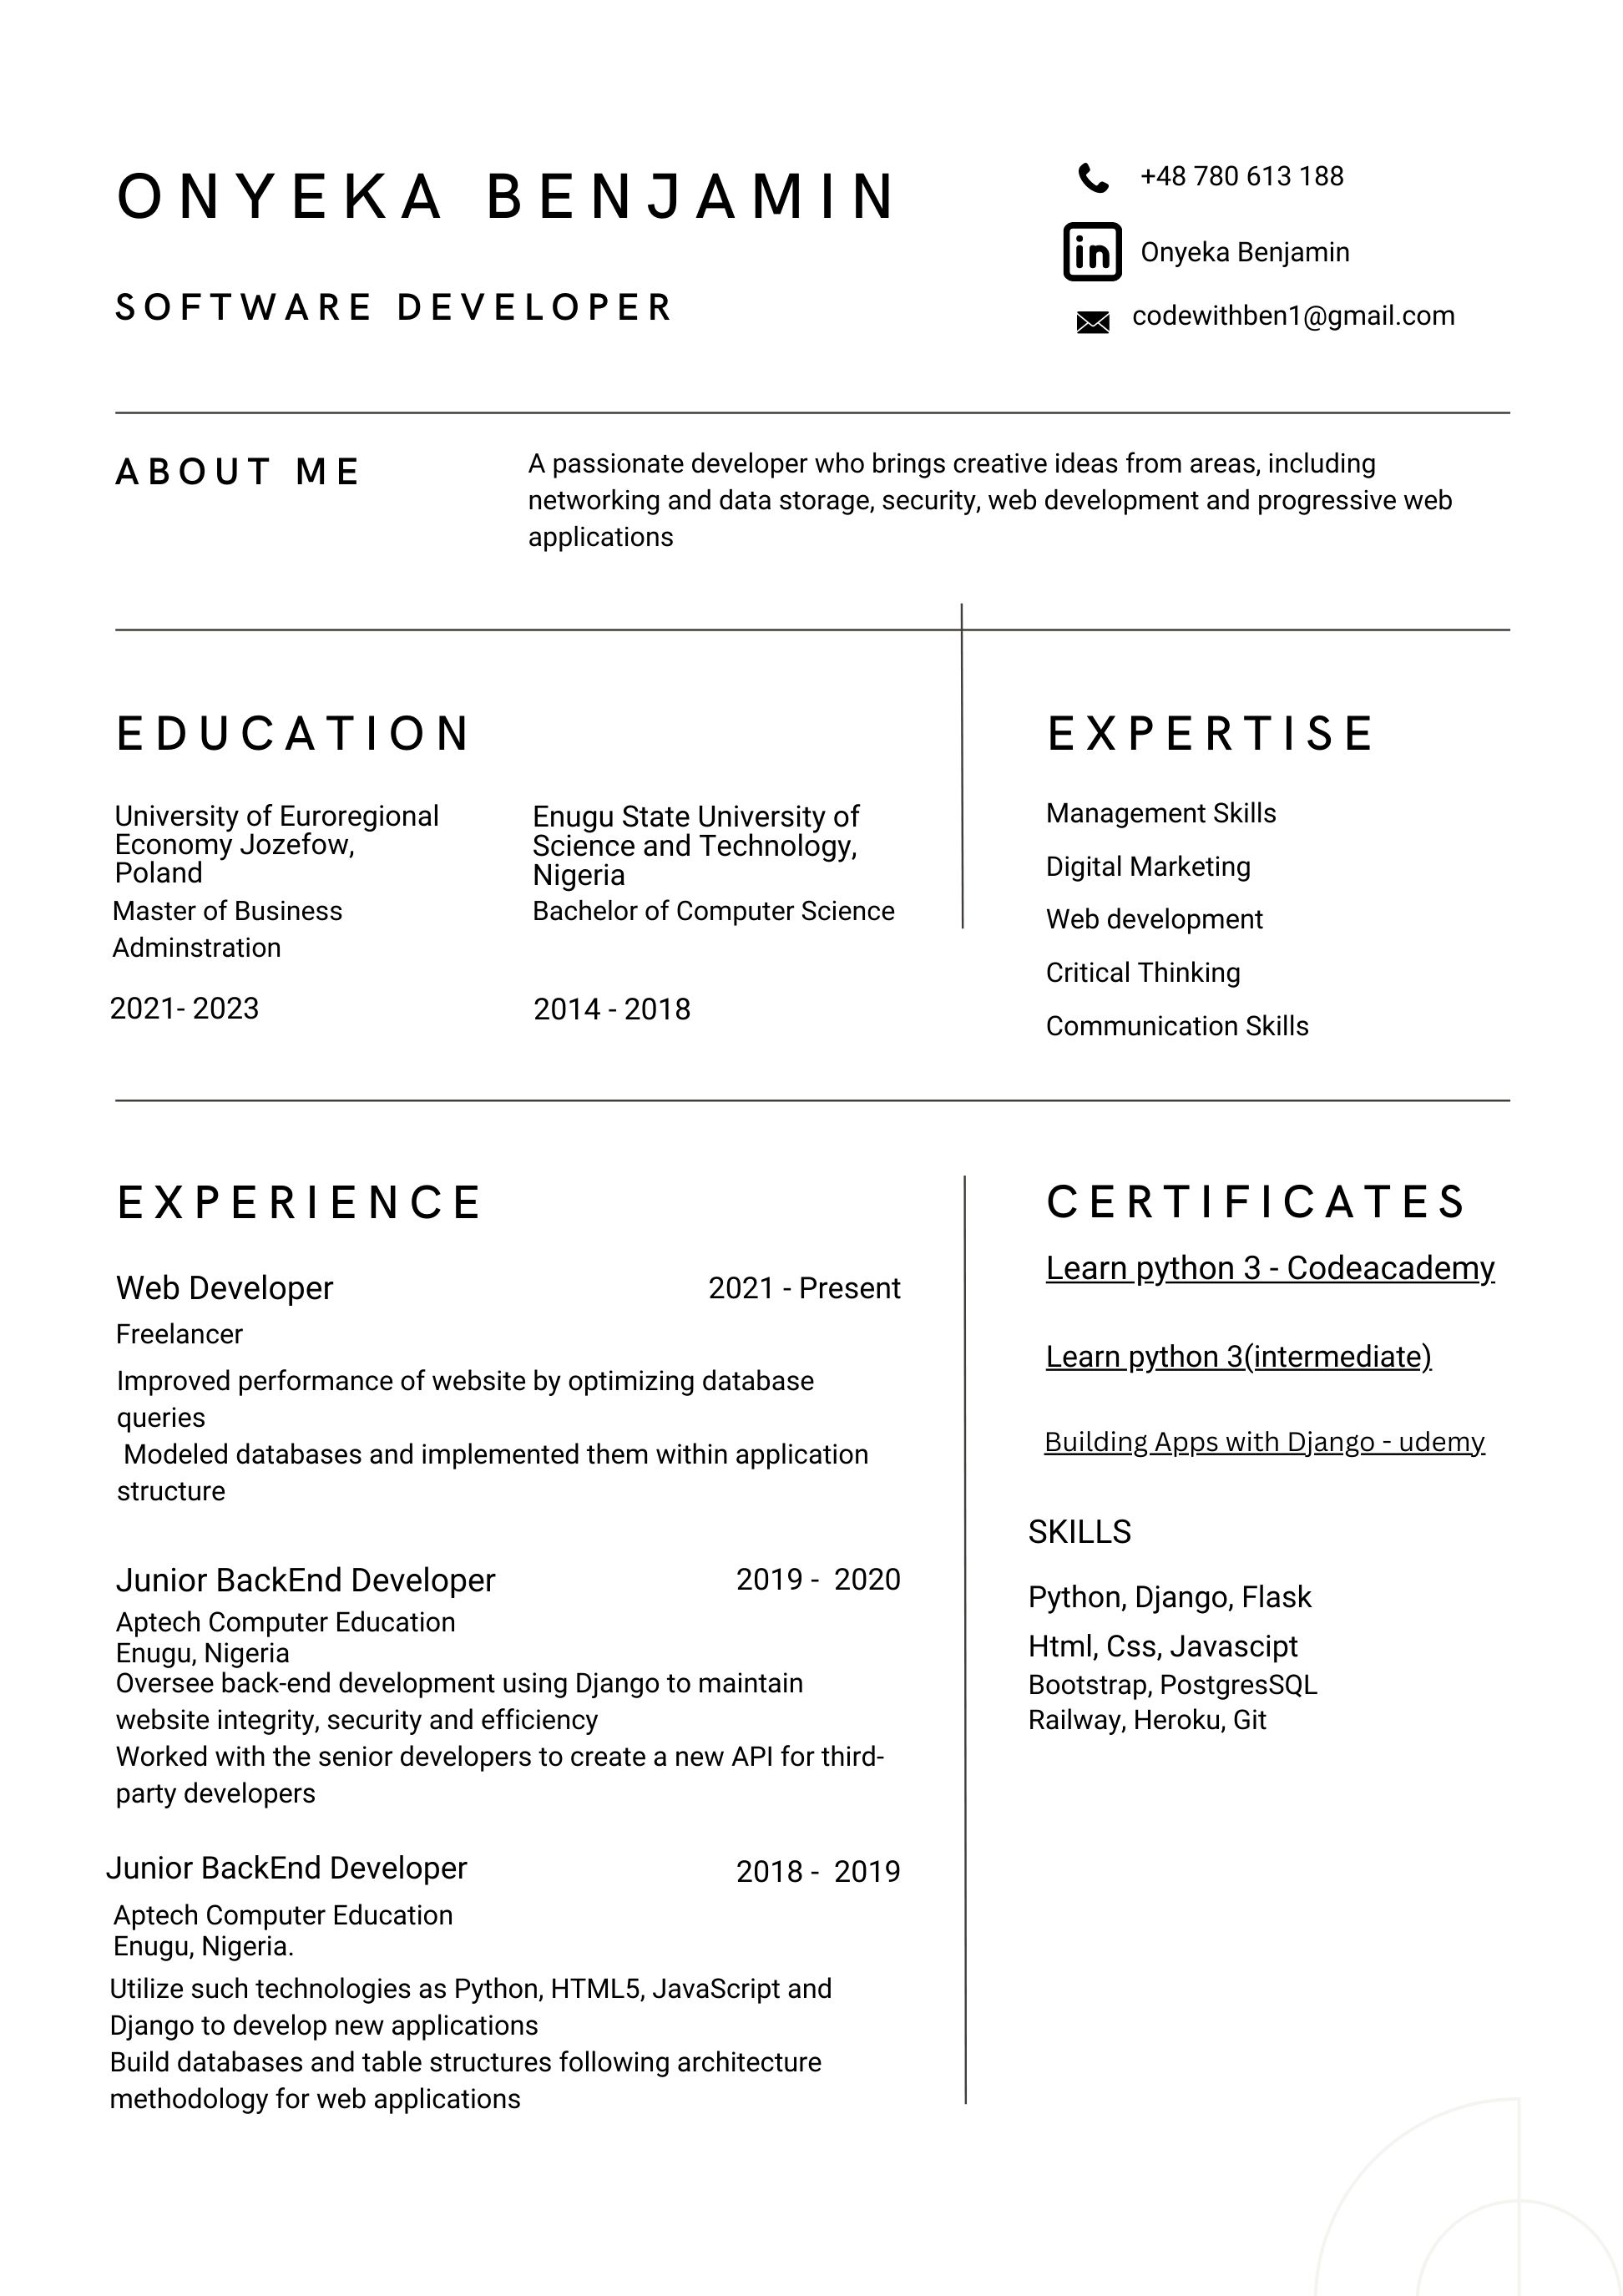 ONYEKA BENJAMIN
SOFTWARE DEVELOPER
+48 780 613 188
in
Onyeka Benjamin
codewithben1@gmail.com
ABOUT ME
A passionate developer who brings creative ideas from areas, including
networking and data storage, security, web development and progressive web
applications
EDUCATION
University of Euroregional
Economy Jozefow,
Poland
Master of Business
Adminstration
2021- 2023
Enugu State University of
Science and Technology,
Nigeria
Bachelor of Computer Science
2014 - 2018
EXPERTISE
Management Skills
Digital Marketing
Web development
Critical Thinking
Communication Skills
EXPERIENCE
Web Developer
2021 - Present
Freelancer
Improved performance of website by optimizing database
queries
Modeled databases and implemented them within application
structure
Junior BackEnd Developer
2019 - 2020
Aptech Computer Education
Enugu, Nigeria
Oversee back-end development using Django to maintain
website integrity, security and efficiency
Worked with the senior developers to create a new API for third-
party developers
Junior BackEnd Developer
2018 - 2019
Aptech Computer Education
Enugu, Nigeria.
Utilize such technologies as Python, HTML5, JavaScript and
Django to develop new applications
Build databases and table structures following architecture
methodology for web applications
CERTIFICATES
Learn python 3 - Codeacademy
Learn python 3(intermediate)
Building Apps with Django - udemy
SKILLS
Python, Django, Flask
Html, Css, Javascipt
Bootstrap, PostgresSQL
Railway, Heroku, Git